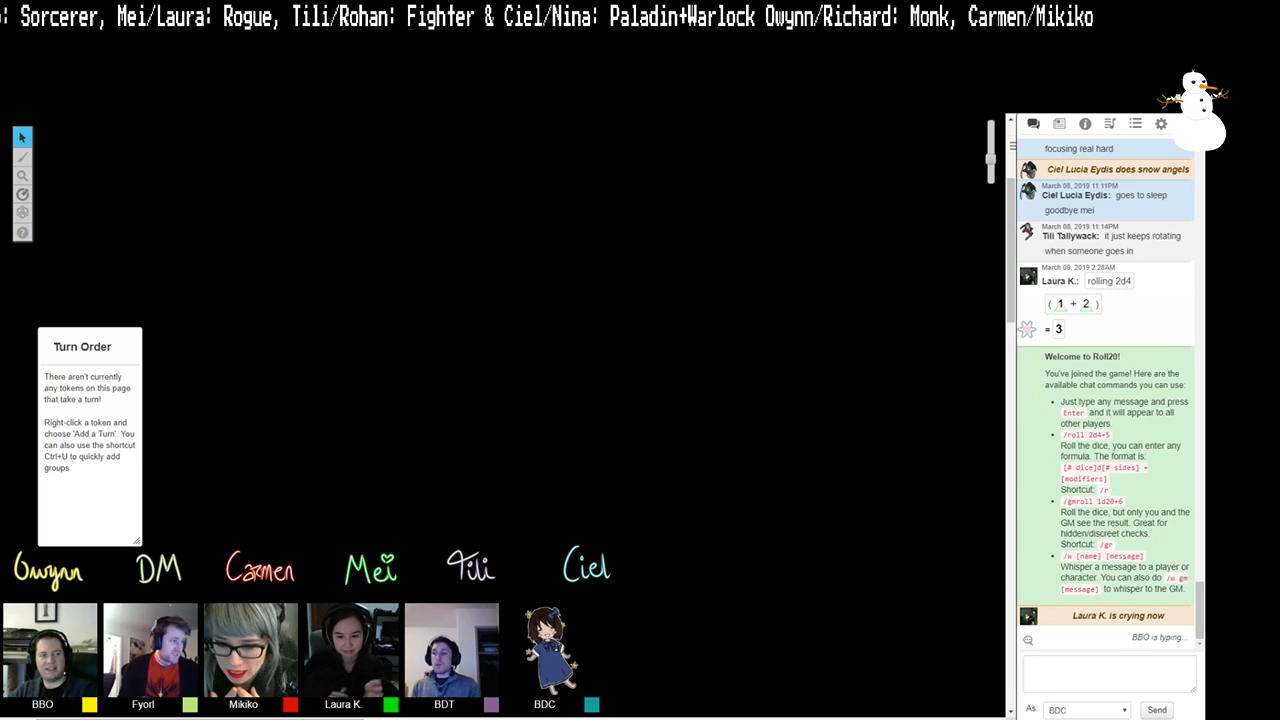 : Sorcerer, Mei/Laura: Rogue, Tili/Rohan: Fighter & Ciel/Nina: Paladin+Warlock Owynn/Richard: Monk, Carmen/Mikiko
focusing real hard
Ciel Lucia Eydis does snow angels
March 08, 2019 11:11PM
Ciel Lucia Eydis: goes to sleep
goodbye mei
March 08, 2019 11:14PM
Tili Tallywack: it just keeps rotating
when someone goes in
March 09, 2019 2:28AM
Laura K.: rolling 2d4
( 1 + 2 )
= 3
Welcome to Roll20!
You've joined the game! Here are the
available chat commands you can use:
• Just type any message and press
Enter and it will appear to all
other players.
• /roll 2d4+5
Roll the dice, you can enter any
formula. The format is:
[# dice]d[# sides] +
[modifiers]
Shortcut: /r
• /gmroll 1d20+6
Roll the dice, but only you and the
GM see the result. Great for
hidden/discreet checks.
Shortcut: /gr
• /w [name] [message]
Whisper a message to a player or
character. You can also do /w gm
[message] to whisper to the GM.
Laura K. is crying now
BBO is typing...
As: BDC Send
Turn Order
There aren't currently
any tokens on this page
that take a turn!
Right-click a token and
choose 'Add a Turn'. You
can also use the shortcut
Ctrl+U to quickly add
groups.
Owynn DM Carmen Mei Tili Ciel
BBO Fyorl Mikiko Laura K. BDT BDC